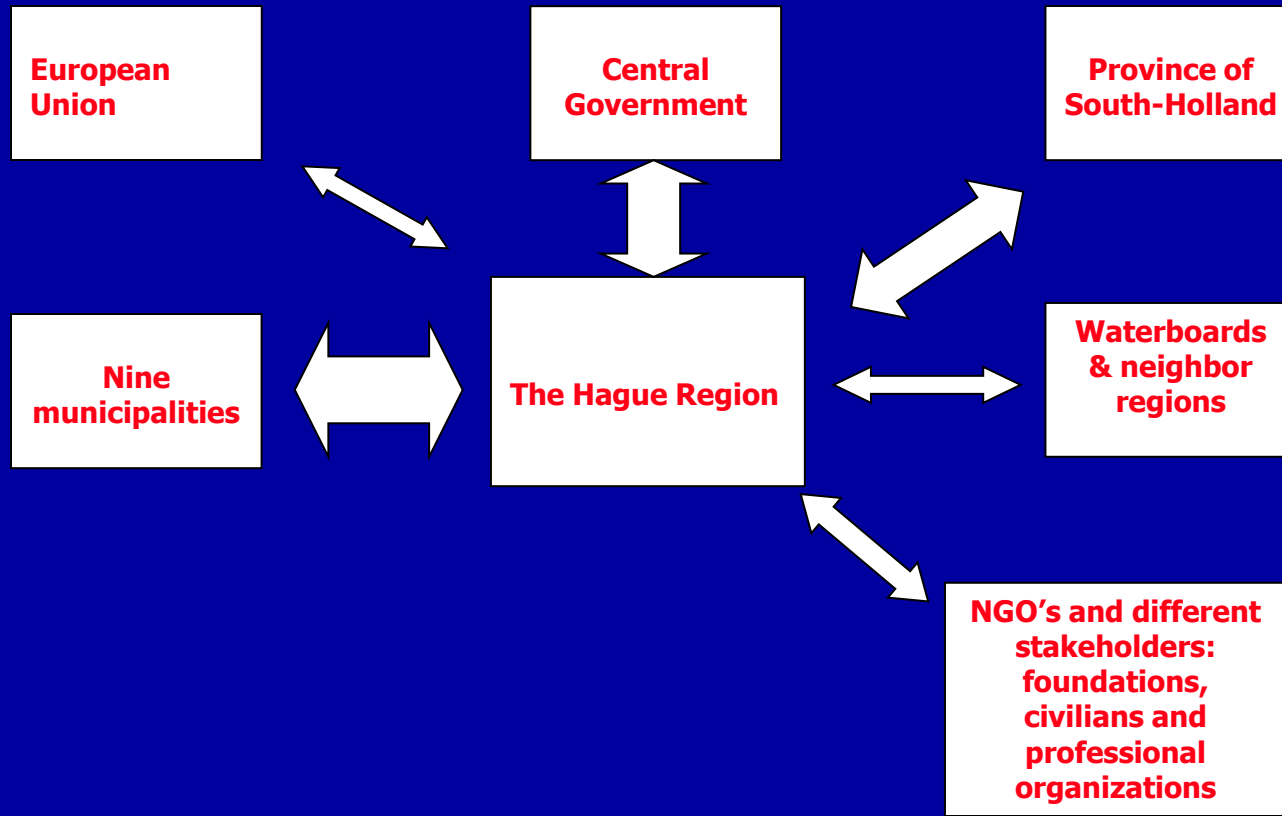 European
Union
Central
Government
Province of
South-Holland
Nine
municipalities
The Hague Region
Waterboards
& neighbor
regions
NGO’s and different
stakeholders:
foundations,
civilians and
professional
organizations